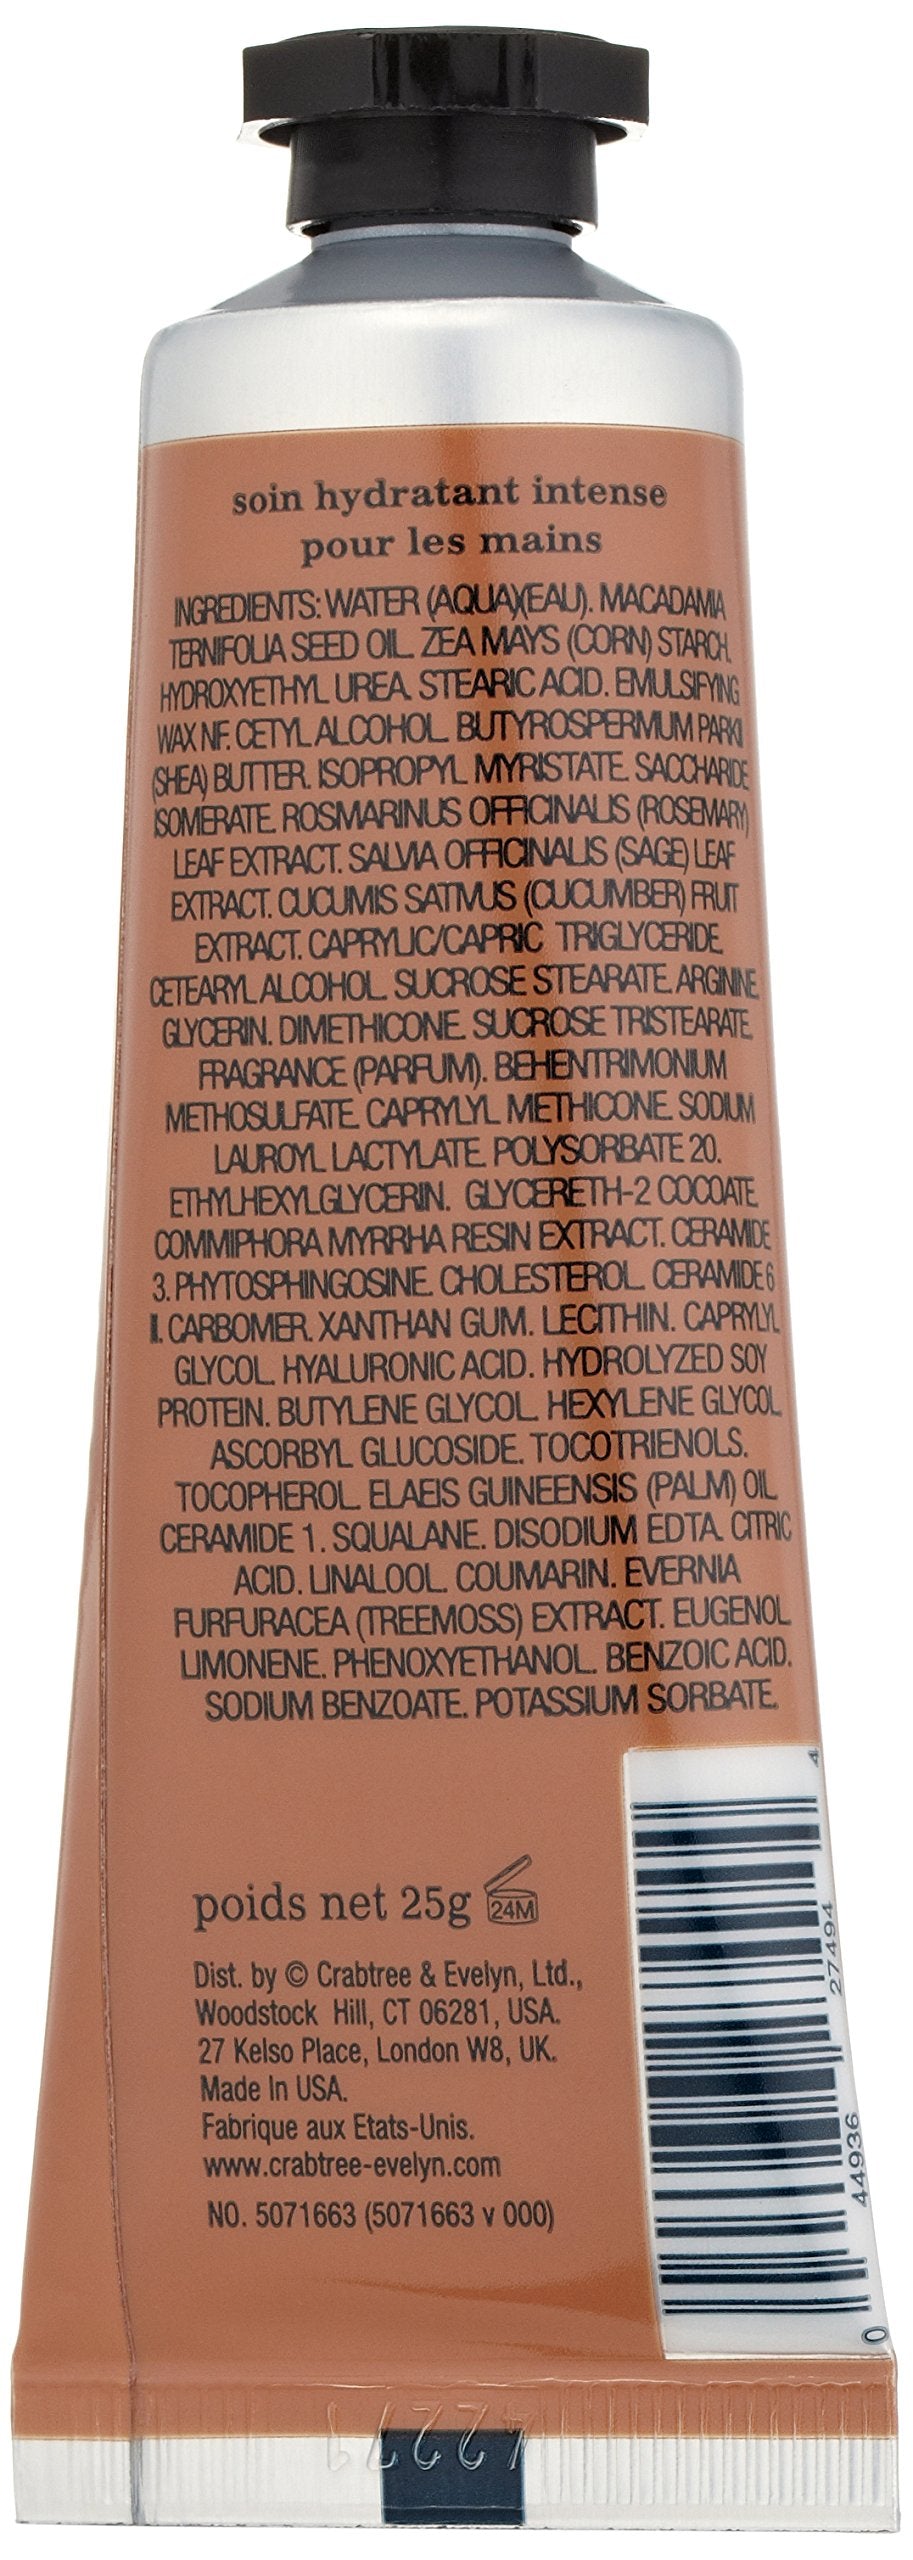 soin hydratant intense
pour les mains
INGREDIENTS: WATER (AQUA)(EAU). MACADAMIA
TERNIFOLIA SEED OIL. ZEA MAYS (CORN) STARCH.
HYDROXYETHYL UREA. STEARIC ACID. EMULSIFYING
WAX NF. CETYL ALCOHOL. BUTYROSPERMUM PARKII
(SHEA) BUTTER. ISOPROPYL MYRISTATE. SACCHARIDE
ISOMERATE. ROSMARINUS OFFICINALIS (ROSEMARY)
LEAF EXTRACT. SALVIA OFFICINALIS (SAGE) LEAF
EXTRACT. CUCUMIS SATIVUS (CUCUMBER) FRUIT
EXTRACT. CAPRYLIC/CAPRIC TRIGLYCERIDE.
CETEARYL ALCOHOL. SUCROSE STEARATE. ARGININE.
GLYCERIN. DIMETHICONE. SUCROSE TRISTEARATE.
FRAGRANCE (PARFUM). BEHENTRIMONIUM
METHOSULFATE. CAPRYLYL METHICONE. SODIUM
LAUROYL LACTYLATE. POLYSORBATE 20.
ETHYLHEXYLGLYCERIN. GLYCERETH-2 COCOATE.
COMMIPHORA MYRRHA RESIN EXTRACT. CERAMIDE
3. PHYTOSPHINGOSINE. CHOLESTEROL. CERAMIDE 6
II. CARBOMER. XANTHAN GUM. LECITHIN. CAPRYLYL
GLYCOL. HYALURONIC ACID. HYDROLYZED SOY
PROTEIN. BUTYLENE GLYCOL. HEXYLENE GLYCOL.
ASCORBYL GLUCOSIDE. TOCOTRIENOLS.
TOCOPHEROL. ELAEIS GUINEENSIS (PALM) OIL.
CERAMIDE 1. SQUALANE. DISODIUM EDTA. CITRIC
ACID. LINALOOL. COUMARIN. EVERNIA
FURFURACEA (TREEMOSS) EXTRACT. EUGENOL.
LIMONENE. PHENOXYETHANOL. BENZOIC ACID.
SODIUM BENZOATE. POTASSIUM SORBATE.
poids net 25g 24M
Dist. by © Crabtree & Evelyn, Ltd.,
Woodstock Hill, CT 06281, USA.
27 Kelso Place, London W8, UK.
Made In USA.
Fabrique aux Etats-Unis.
www.crabtree-evelyn.com
NO. 5071663 (5071663 v 000)
0 44936 27494 4